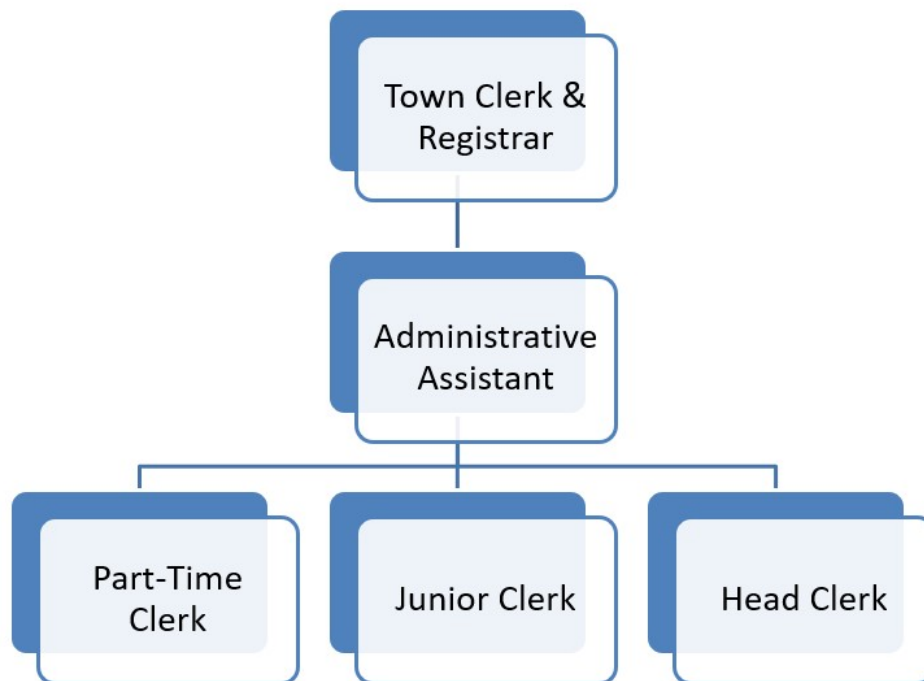 Town Clerk &
Registrar
Administrative
Assistant
Part-Time
Clerk
Junior Clerk
Head Clerk